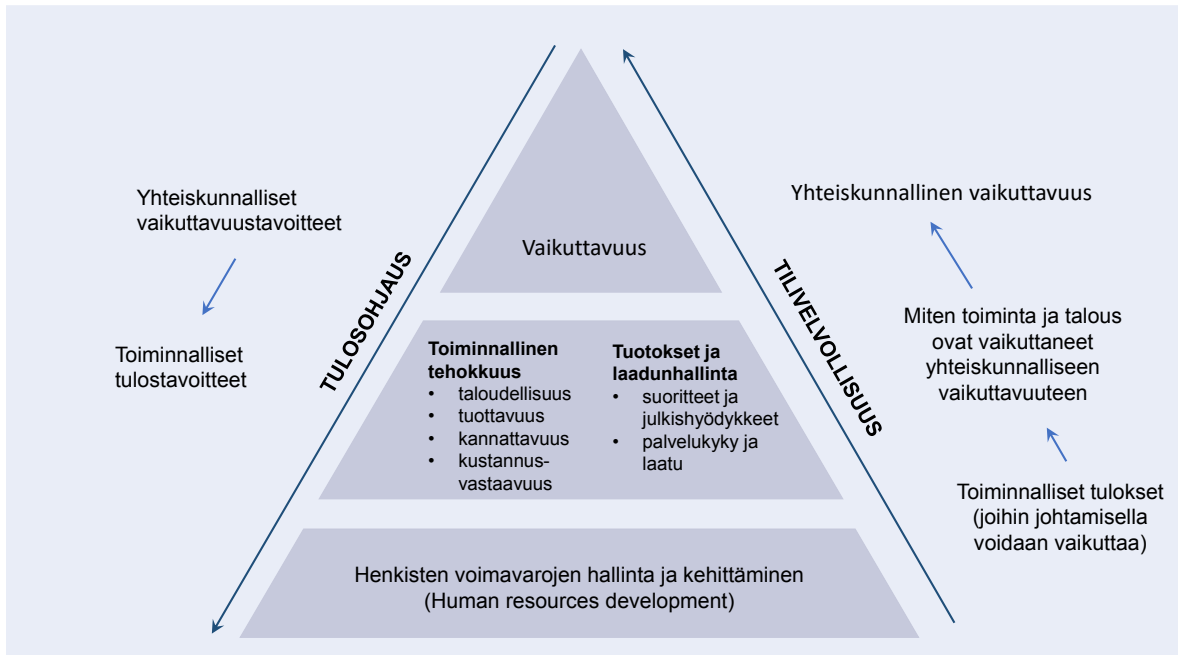 Yhteiskunnalliset
vaikuttavuustavoitteet
Toiminnalliset
tulostavoitteet
TULOSOHJAUS
Vaikuttavuus
Toiminnallinen
tehokkuus
• taloudellisuus
• tuottavuus
• kannattavuus
• kustannus-
vastaavuus
Tuotokset ja
laadunhallinta
• suoritteet ja
julkishyödykkeet
• palvelukyky ja
laatu
Henkisten voimavarojen hallinta ja kehittäminen
(Human resources development)
TILIVELVOLLISUUS
Yhteiskunnallinen vaikuttavuus
Miten toiminta ja talous
ovat vaikuttaneet
yhteiskunnalliseen
vaikuttavuuteen
Toiminnalliset tulokset
(joihin johtamisella
voidaan vaikuttaa)